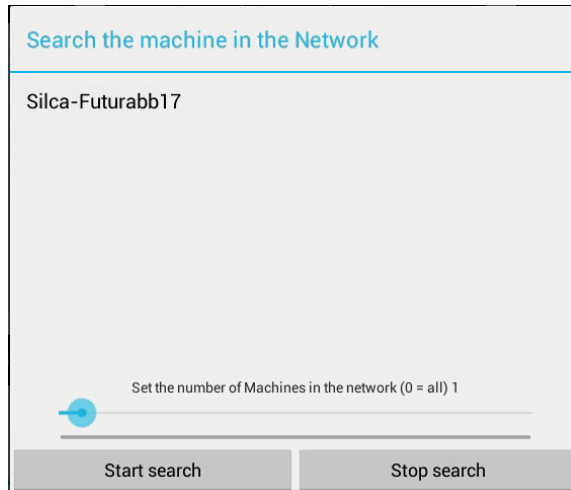 Search the machine in the Network
Silca-Futurabb17
Set the number of Machines in the network (0 = all) 1
Start search
Stop search